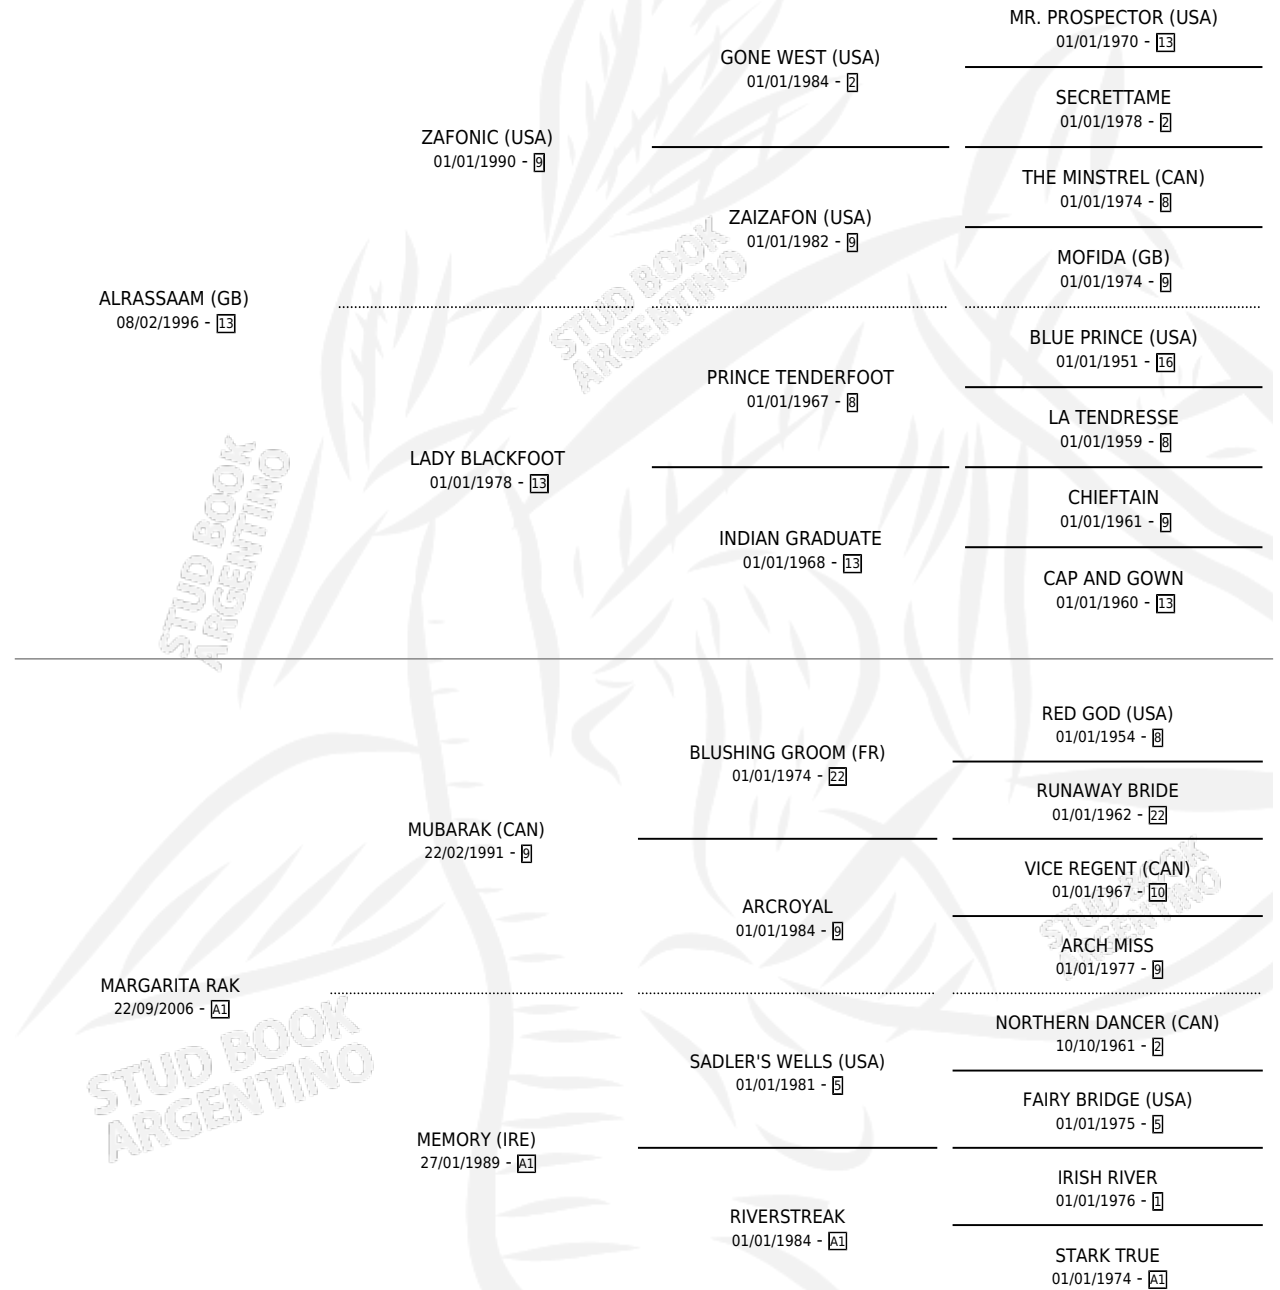 MR. PROSPECTOR (USA)
01/01/1970 - 13
GONE WEST (USA)
01/01/1984 - 2
SECRETTAME
01/01/1978 - 2
ZAFONIC (USA)
01/01/1990 - 9
THE MINSTREL (CAN)
01/01/1974 - 8
ZAIZAFON (USA)
01/01/1982 - 9
MOFIDA (GB)
01/01/1974 - 9
ALRASSAAM (GB)
08/02/1996 - 13
BLUE PRINCE (USA)
01/01/1951 - 16
PRINCE TENDERFOOT
01/01/1967 - 8
LA TENDRESSE
01/01/1959 - 8
LADY BLACKFOOT
01/01/1978 - 13
CHIEFTAIN
01/01/1961 - 9
INDIAN GRADUATE
01/01/1968 - 13
CAP AND GOWN
01/01/1960 - 13
STUD BOOK
ARGENTINO
STUD BOOK
ARGENTINO
RED GOD (USA)
01/01/1954 - 8
BLUSHING GROOM (FR)
01/01/1974 - 22
RUNAWAY BRIDE
01/01/1962 - 22
MUBARAK (CAN)
22/02/1991 - 9
VICE REGENT (CAN)
01/01/1967 - 10
ARCROYAL
01/01/1984 - 9
ARCH MISS
01/01/1977 - 9
STUD BOOK
ARGENTINO
MARGARITA RAK
22/09/2006 - A1
NORTHERN DANCER (CAN)
10/10/1961 - 2
SADLER'S WELLS (USA)
01/01/1981 - 5
FAIRY BRIDGE (USA)
01/01/1975 - 5
STUD BOOK
ARGENTINO
MEMORY (IRE)
27/01/1989 - A1
IRISH RIVER
01/01/1976 - 1
RIVERSTREAK
01/01/1984 - A1
STARK TRUE
01/01/1974 - A1